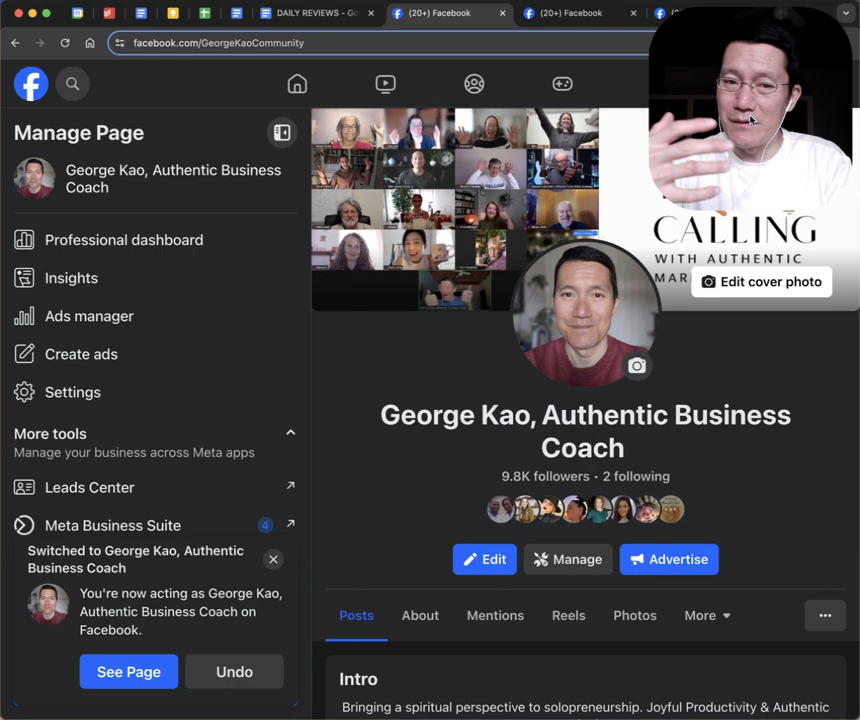 DAILY REVIEWS - Go
(20+) Facebook
(20+) Facebook
facebook.com/GeorgeKaoCommunity
Manage Page
George Kao, Authentic Business
Coach
Professional dashboard
Insights
Ads manager
Create ads
Settings
More tools
Manage your business across Meta apps
Leads Center
Meta Business Suite
4
Switched to George Kao, Authentic
Business Coach
You're now acting as George Kao,
Authentic Business Coach on
Facebook.
See Page
Undo
CALLING
WITH AUTHENTIC
Edit cover photo
George Kao, Authentic Business
Coach
9.8K followers • 2 following
Edit
Manage
Advertise
Posts
About
Mentions
Reels
Photos
More
Intro
Bringing a spiritual perspective to solopreneurship. Joyful Productivity & Authentic